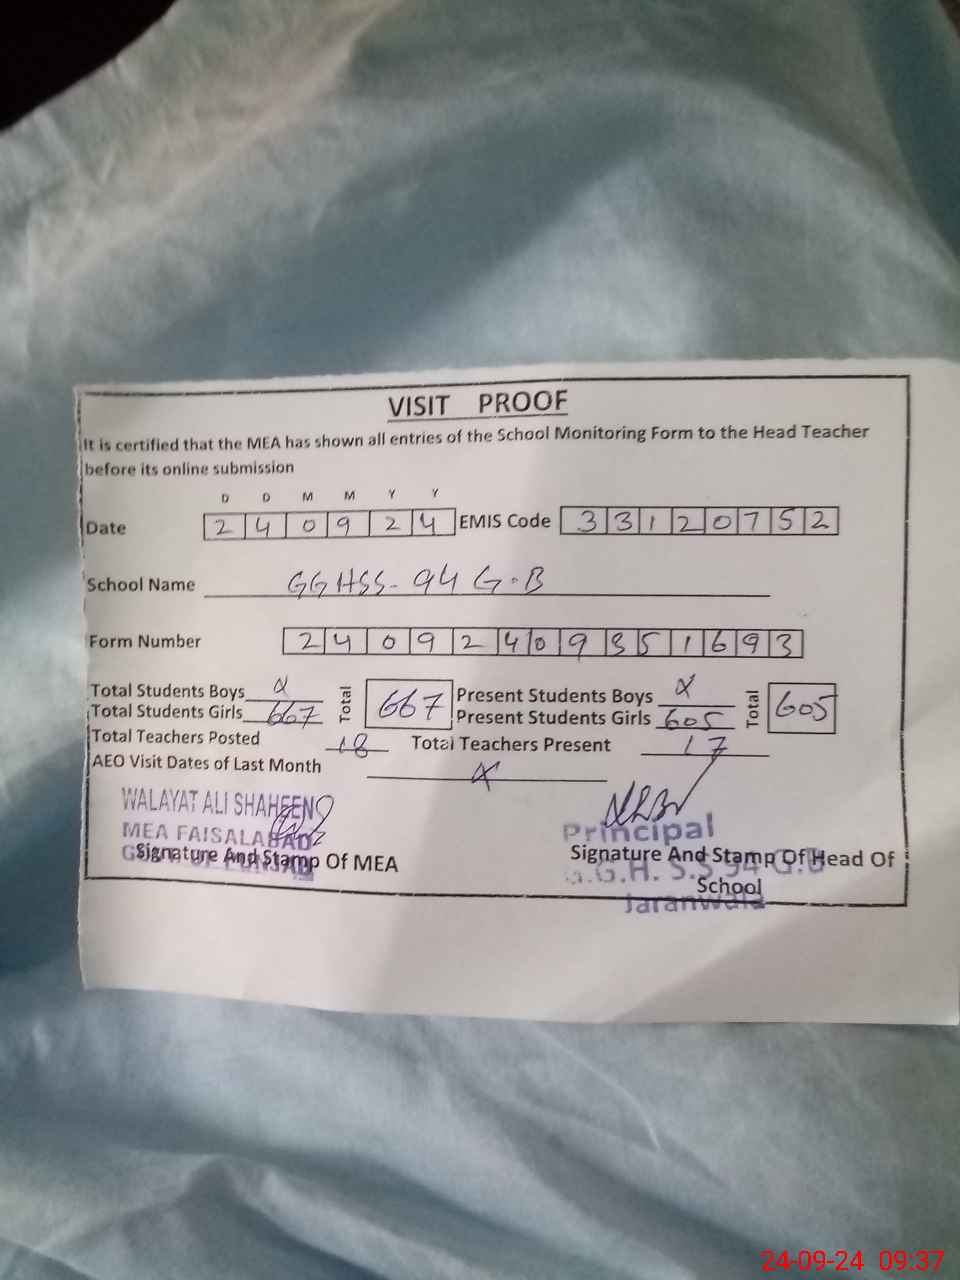 VISIT PROOF
It is certified that the MEA has shown all entries of the School Monitoring Form to the Head Teacher
before its online submission
D D M M Y Y
Date 2 4 0 9 2 4 EMIS Code 3 3 1 2 0 7 5 2
School Name GGHSS- 94 G.B
Form Number 2 4 0 9 2 4 0 9 3 5 1 6 9 3
Total Students Boys x Total 667 Present Students Boys x Total 605
Total Students Girls 667 Present Students Girls 605
Total Teachers Posted 18 Total Teachers Present 17
AEO Visit Dates of Last Month x
WALAYAT ALI SHAHEEN
MEA FAISALABAD Principal
Signature And Stamp Of MEA Signature And Stamp Of Head Of
G.G.H.S.S 94 G.B
School
Jaranwala
24-09-24 09:37